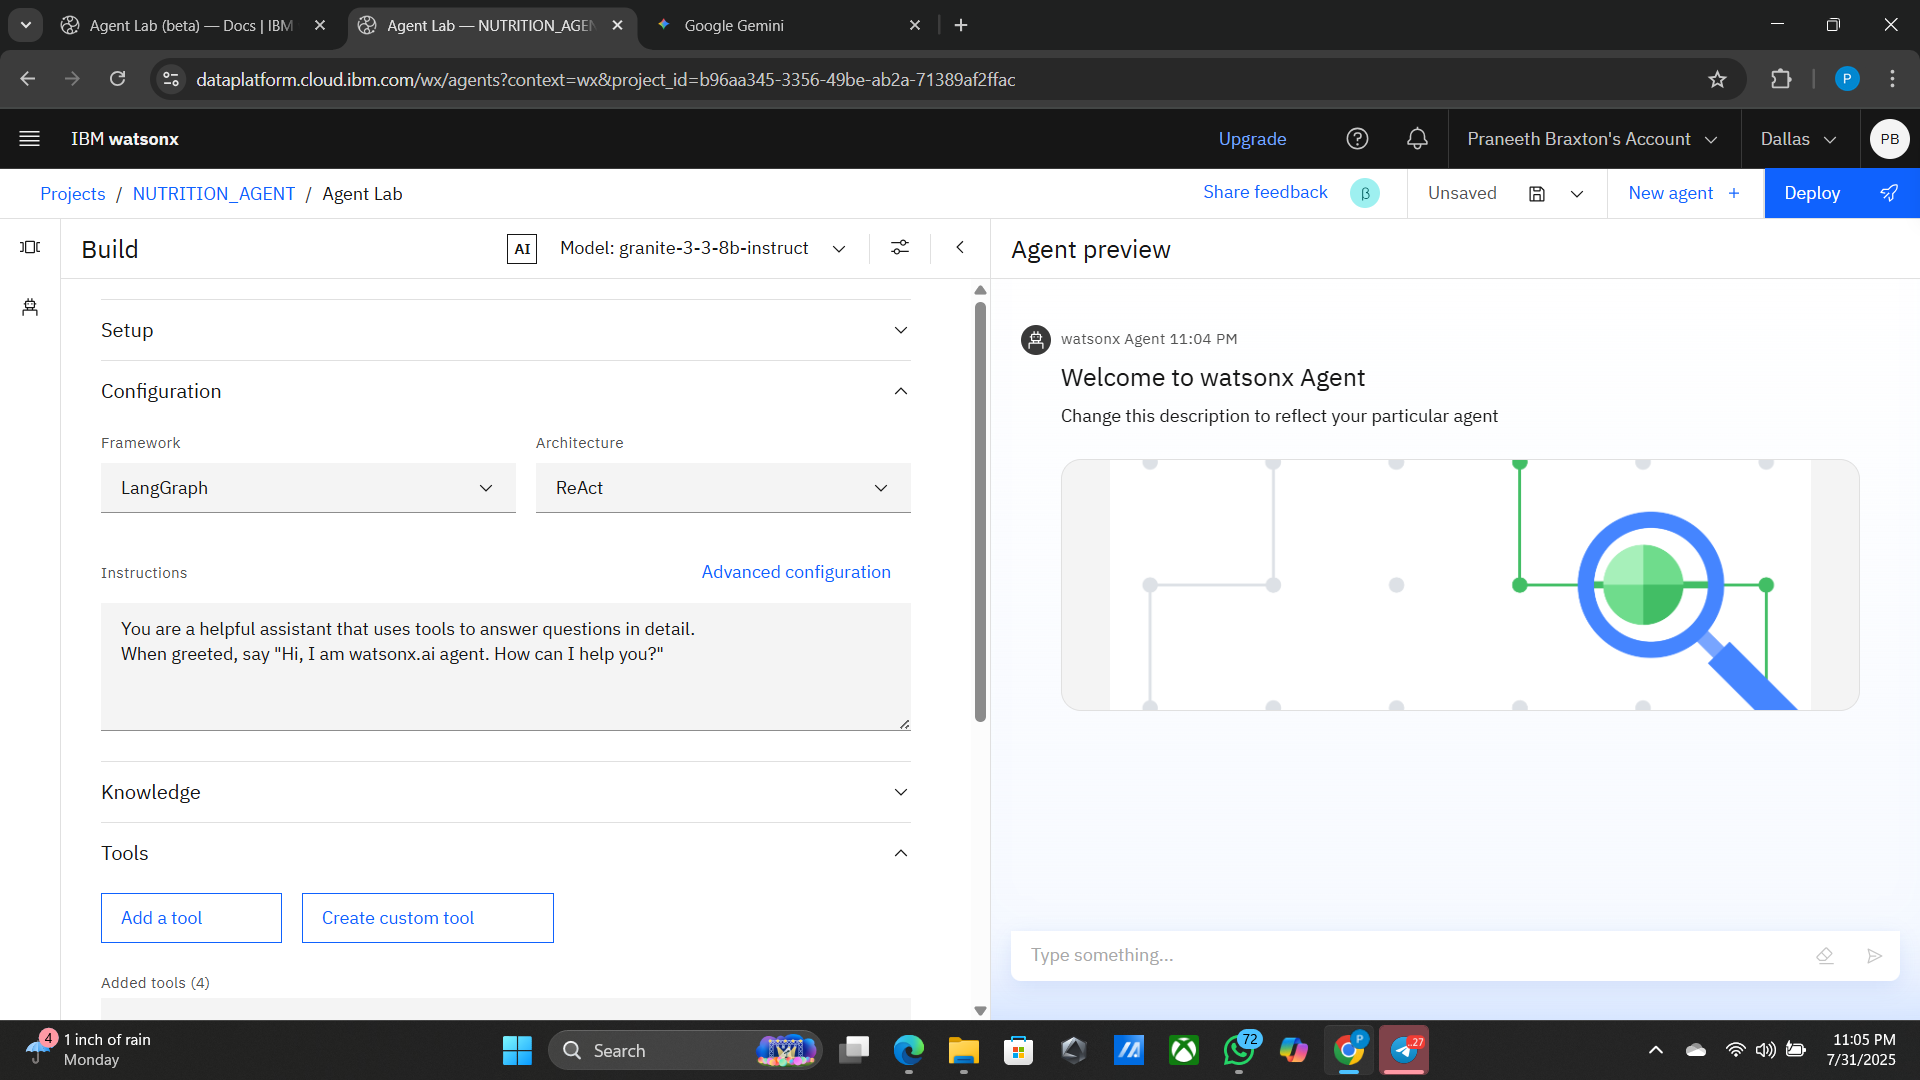 Agent Lab (beta) — Docs | IBM
Agent Lab — NUTRITION_AGEN
Google Gemini
dataplatform.cloud.ibm.com/wx/agents?context=wx&project_id=b96aa345-3356-49be-ab2a-71389af2ffac
P
IBM watsonx
Upgrade
Praneeth Braxton's Account
Dallas
PB
Projects / NUTRITION_AGENT / Agent Lab
Share feedback
β
Unsaved
New agent +
Deploy
Build
AI
Model: granite-3-3-8b-instruct
Agent preview
Setup
Configuration
Framework
Architecture
LangGraph
ReAct
Instructions
Advanced configuration
You are a helpful assistant that uses tools to answer questions in detail.
When greeted, say "Hi, I am watsonx.ai agent. How can I help you?"
Knowledge
Tools
Add a tool
Create custom tool
Added tools (4)
watsonx Agent 11:04 PM
Welcome to watsonx Agent
Change this description to reflect your particular agent
Type something...
4
1 inch of rain
Monday
Search
72
P
..27
11:05 PM
7/31/2025